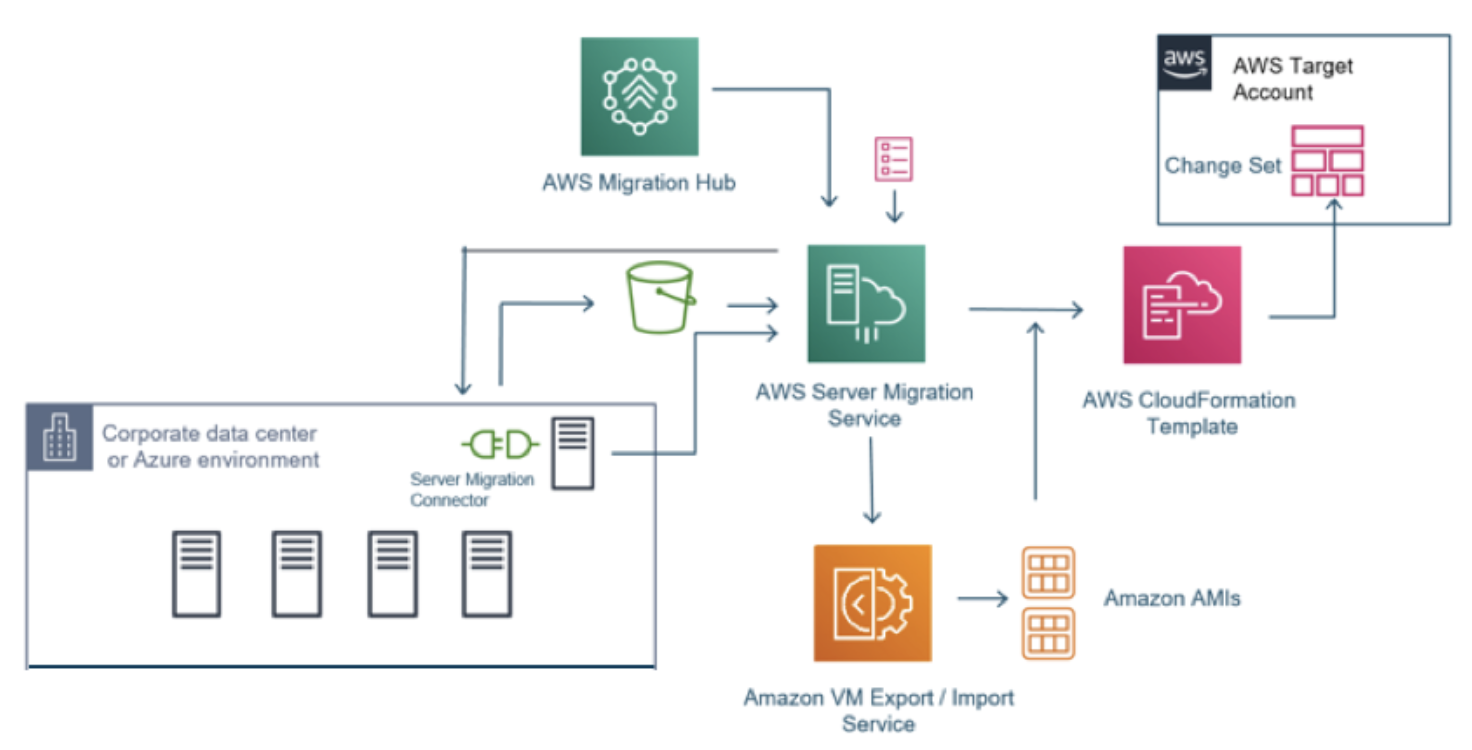 aws
AWS Target
Account
Change Set
AWS Migration Hub
AWS Server Migration
Service
AWS CloudFormation
Template
Corporate data center
or Azure environment
Server Migration
Connector
Amazon AMIs
Amazon VM Export / Import
Service